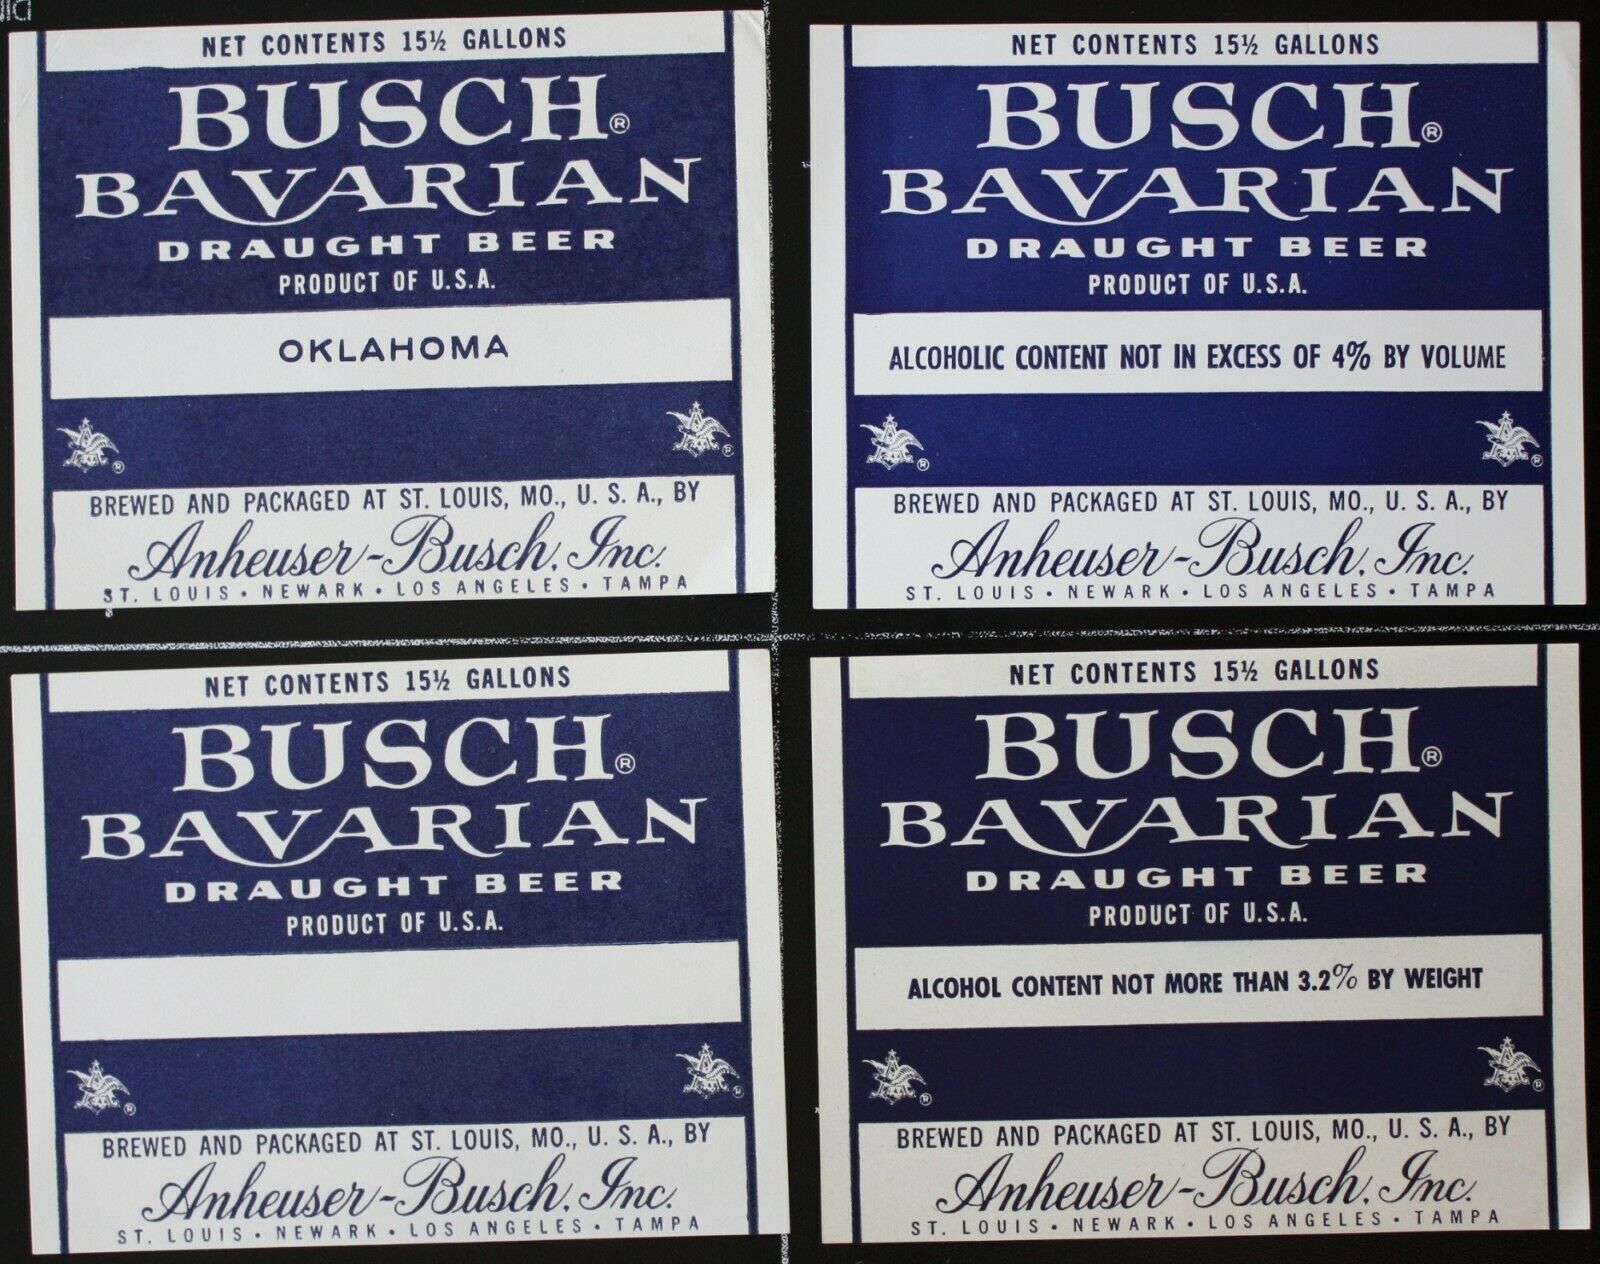 NET CONTENTS 15½ GALLONS
BUSCH®
BAVARIAN
DRAUGHT BEER
PRODUCT OF U.S.A.
OKLAHOMA
BREWED AND PACKAGED AT ST. LOUIS, MO., U. S. A., BY
Anheuser-Busch, Inc.
ST. LOUIS • NEWARK • LOS ANGELES • TAMPA
NET CONTENTS 15½ GALLONS
BUSCH®
BAVARIAN
DRAUGHT BEER
PRODUCT OF U.S.A.
ALCOHOLIC CONTENT NOT IN EXCESS OF 4% BY VOLUME
BREWED AND PACKAGED AT ST. LOUIS, MO., U. S. A., BY
Anheuser-Busch, Inc.
ST. LOUIS • NEWARK • LOS ANGELES • TAMPA
NET CONTENTS 15½ GALLONS
BUSCH®
BAVARIAN
DRAUGHT BEER
PRODUCT OF U.S.A.
BREWED AND PACKAGED AT ST. LOUIS, MO., U. S. A., BY
Anheuser-Busch, Inc.
ST. LOUIS • NEWARK • LOS ANGELES • TAMPA
NET CONTENTS 15½ GALLONS
BUSCH®
BAVARIAN
DRAUGHT BEER
PRODUCT OF U.S.A.
ALCOHOL CONTENT NOT MORE THAN 3.2% BY WEIGHT
BREWED AND PACKAGED AT ST. LOUIS, MO., U. S. A., BY
Anheuser-Busch, Inc.
ST. LOUIS • NEWARK • LOS ANGELES • TAMPA